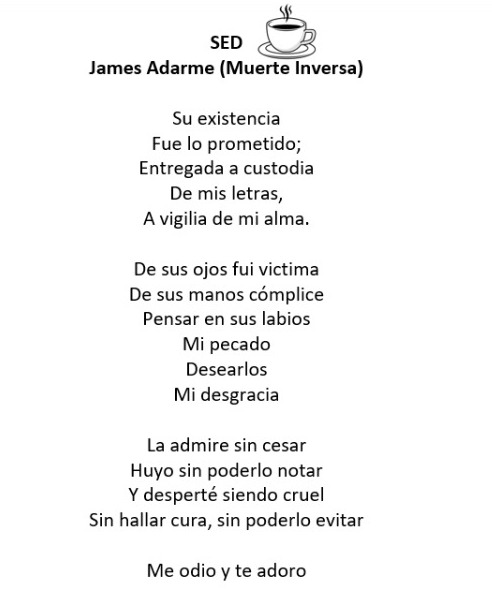 SED
James Adarme (Muerte Inversa)
Su existencia
Fue lo prometido;
Entregada a custodia
De mis letras,
A vigilia de mi alma.
De sus ojos fui victima
De sus manos cómplice
Pensar en sus labios
Mi pecado
Desearlos
Mi desgracia
La admire sin cesar
Huyo sin poderlo notar
Y desperté siendo cruel
Sin hallar cura, sin poderlo evitar
Me odio y te adoro